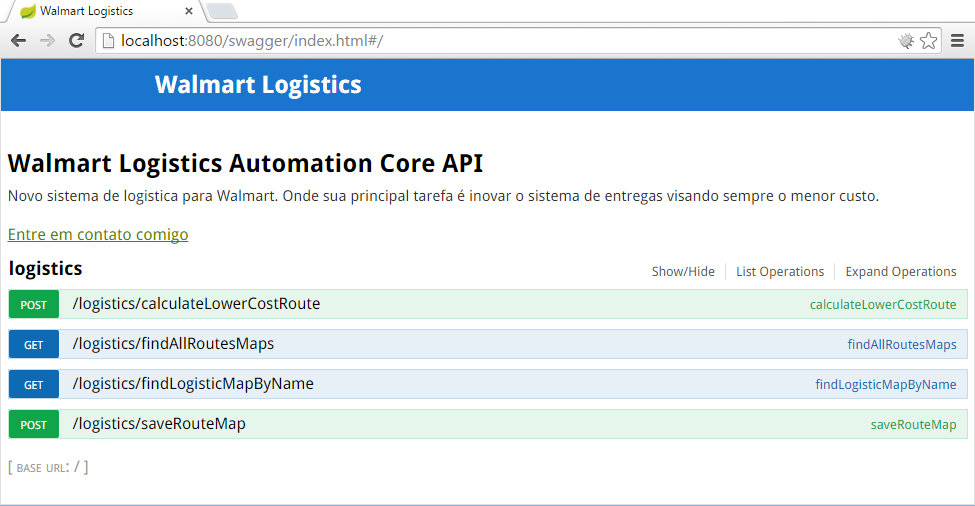 Walmart Logistics
localhost:8080/swagger/index.html#/
Walmart Logistics
Walmart Logistics Automation Core API
Novo sistema de logistica para Walmart. Onde sua principal tarefa é inovar o sistema de entregas visando sempre o menor custo.
Entre em contato comigo
logistics Show/Hide List Operations Expand Operations
POST /logistics/calculateLowerCostRoute calculateLowerCostRoute
GET /logistics/findAllRoutesMaps findAllRoutesMaps
GET /logistics/findLogisticMapByName findLogisticMapByName
POST /logistics/saveRouteMap saveRouteMap
[ BASE URL: / ]